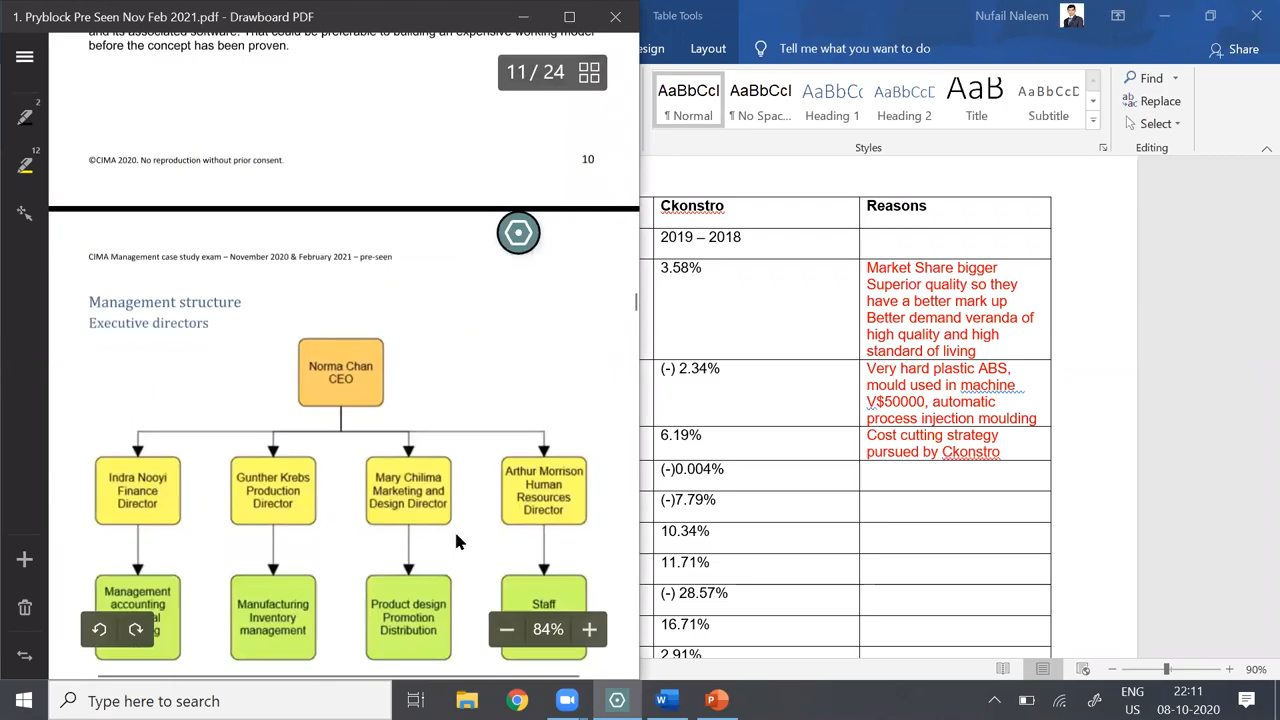 1. Pryblock Pre Seen Nov Feb 2021.pdf - Drawboard PDF
before the concept has been proven.
11 / 24
©CIMA 2020. No reproduction without prior consent.
10
CIMA Management case study exam – November 2020 & February 2021 – pre-seen
Management structure
Executive directors
Norma Chan
CEO
Indra Nooyi
Finance
Director
Gunther Krebs
Production
Director
Mary Chilima
Marketing and
Design Director
Arthur Morrison
Human
Resources
Director
Management
accounting
Manufacturing
Inventory
management
Product design
Promotion
Distribution
Staff
84%
2
12
Table Tools
Nufail Naleem
Layout
Tell me what you want to do
Share
AaBbCcI
¶ Normal
AaBbCcI
¶ No Spac...
AaBbCc
Heading 1
AaBbCcD
Heading 2
AaB
Title
AaBbCcD
Subtitle
Styles
Find
Replace
Select
Editing
Ckonstro
Reasons
2019 – 2018
3.58%
Market Share bigger
Superior quality so they
have a better mark up
Better demand veranda of
high quality and high
standard of living
(-) 2.34%
Very hard plastic ABS,
mould used in machine
V$50000, automatic
process injection moulding
6.19%
Cost cutting strategy
pursued by Ckonstro
(-)0.004%
(-)7.79%
10.34%
11.71%
(-) 28.57%
16.71%
2.91%
90%
Type here to search
ENG
US
22:11
08-10-2020